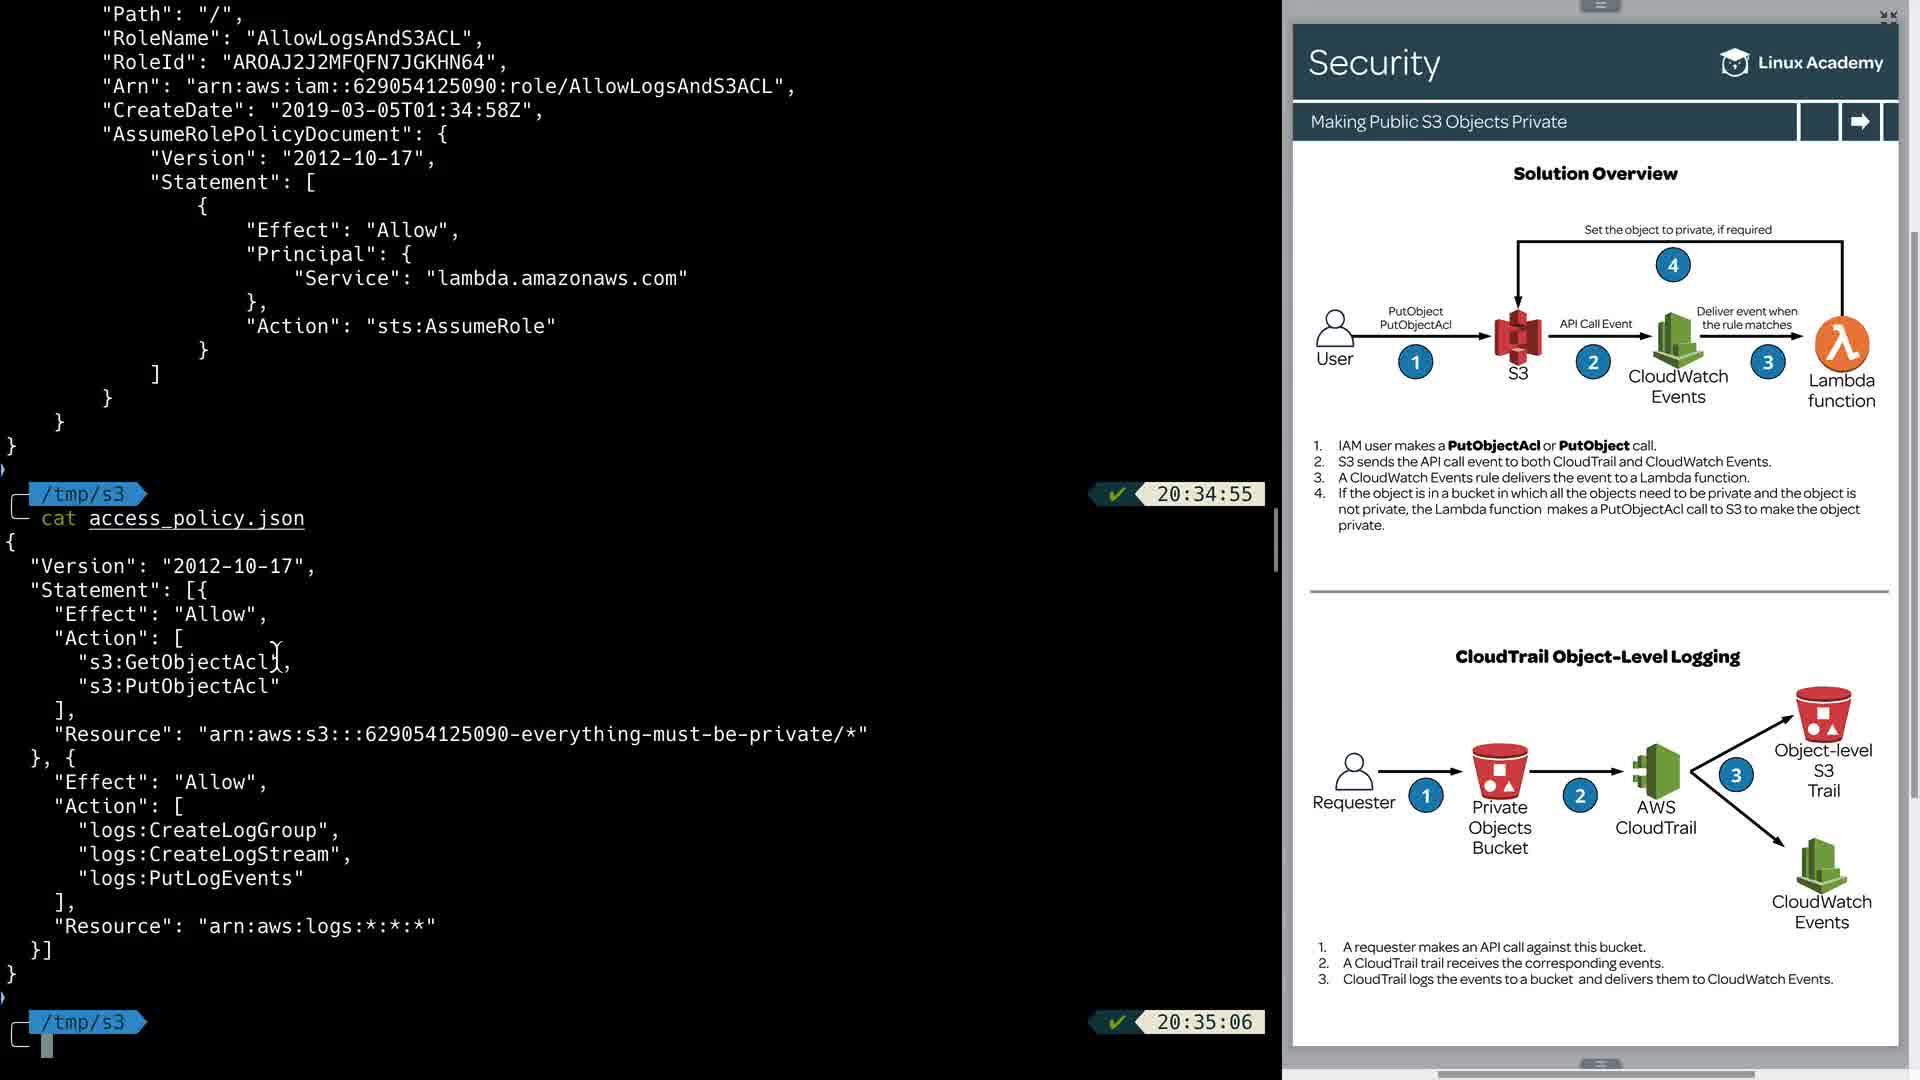 "Path": "/",
"RoleName": "AllowLogsAndS3ACL",
"RoleId": "AROAJ2J2MFQFN7JGKHN64",
"Arn": "arn:aws:iam::629054125090:role/AllowLogsAndS3ACL",
"CreateDate": "2019-03-05T01:34:58Z",
"AssumeRolePolicyDocument": {
"Version": "2012-10-17",
"Statement": [
{
"Effect": "Allow",
"Principal": {
"Service": "lambda.amazonaws.com"
},
"Action": "sts:AssumeRole"
}
]
}
}
}
/tmp/s3 ✔ 20:34:55
cat access_policy.json
{
"Version": "2012-10-17",
"Statement": [{
"Effect": "Allow",
"Action": [
"s3:GetObjectAcl",
"s3:PutObjectAcl"
],
"Resource": "arn:aws:s3:::629054125090-everything-must-be-private/*"
}, {
"Effect": "Allow",
"Action": [
"logs:CreateLogGroup",
"logs:CreateLogStream",
"logs:PutLogEvents"
],
"Resource": "arn:aws:logs:*:*:*"
}]
}
/tmp/s3 ✔ 20:35:06
Security
Linux Academy
Making Public S3 Objects Private
Solution Overview
Set the object to private, if required
4
PutObject
PutObjectAcl
API Call Event
Deliver event when
the rule matches
1
2
3
User
S3
CloudWatch
Events
Lambda
function
1. IAM user makes a PutObjectAcl or PutObject call.
2. S3 sends the API call event to both CloudTrail and CloudWatch Events.
3. A CloudWatch Events rule delivers the event to a Lambda function.
4. If the object is in a bucket in which all the objects need to be private and the object is
not private, the Lambda function makes a PutObjectAcl call to S3 to make the object
private.
CloudTrail Object-Level Logging
Requester
1
Private
Objects
Bucket
2
AWS
CloudTrail
3
Object-level
S3
Trail
CloudWatch
Events
1. A requester makes an API call against this bucket.
2. A CloudTrail trail receives the corresponding events.
3. CloudTrail logs the events to a bucket and delivers them to CloudWatch Events.